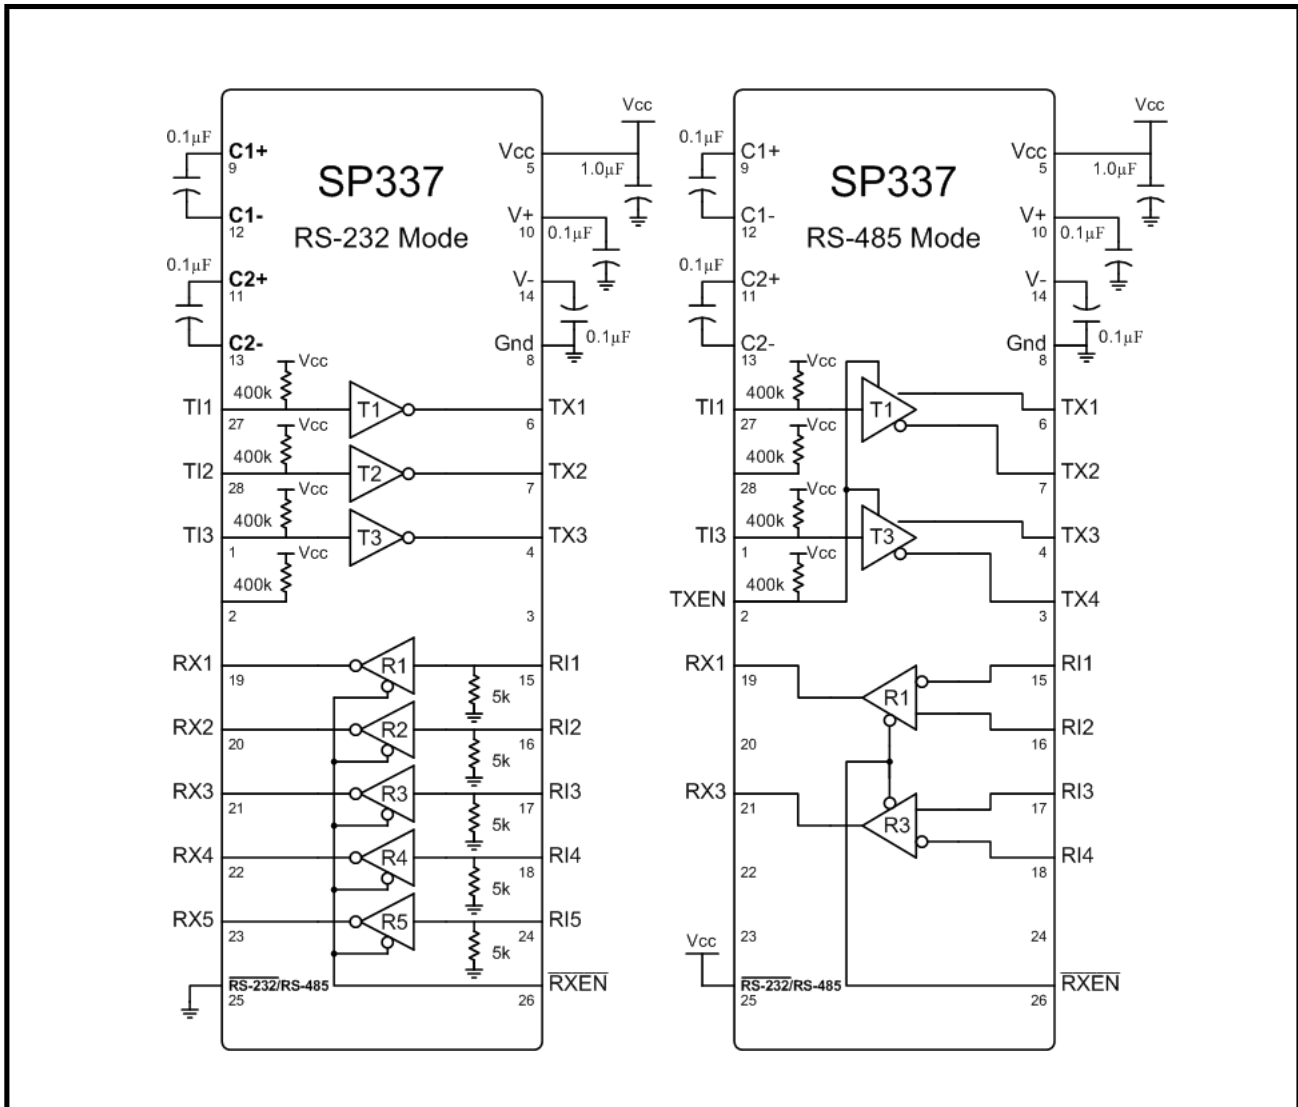 Vcc
0.1µF
C1+
9
Vcc
5
1.0µF
SP337
C1-
12
V+
10
0.1µF
RS-232 Mode
0.1µF
C2+
11
V-
14
C2-
13
Gnd
8
0.1µF
Vcc
400k
TI1
27
T1
TX1
6
Vcc
400k
TI2
28
T2
TX2
7
Vcc
400k
TI3
1
T3
TX3
4
Vcc
400k
2
3
RX1
19
R1
RI1
15
5k
RX2
20
R2
RI2
16
5k
RX3
21
R3
RI3
17
5k
RX4
22
R4
RI4
18
5k
RX5
23
R5
RI5
24
5k
RS-232/RS-485
25
RXEN
26
Vcc
0.1µF
C1+
9
Vcc
5
1.0µF
SP337
C1-
12
V+
10
0.1µF
RS-485 Mode
0.1µF
C2+
11
V-
14
C2-
13
Gnd
8
0.1µF
Vcc
400k
TI1
27
T1
TX1
6
Vcc
400k
28
TX2
7
Vcc
400k
TI3
1
T3
TX3
4
Vcc
400k
TXEN
2
TX4
3
RX1
19
R1
RI1
15
20
RI2
16
RX3
21
R3
RI3
17
RI4
18
22
23
24
Vcc
RS-232/RS-485
25
RXEN
26